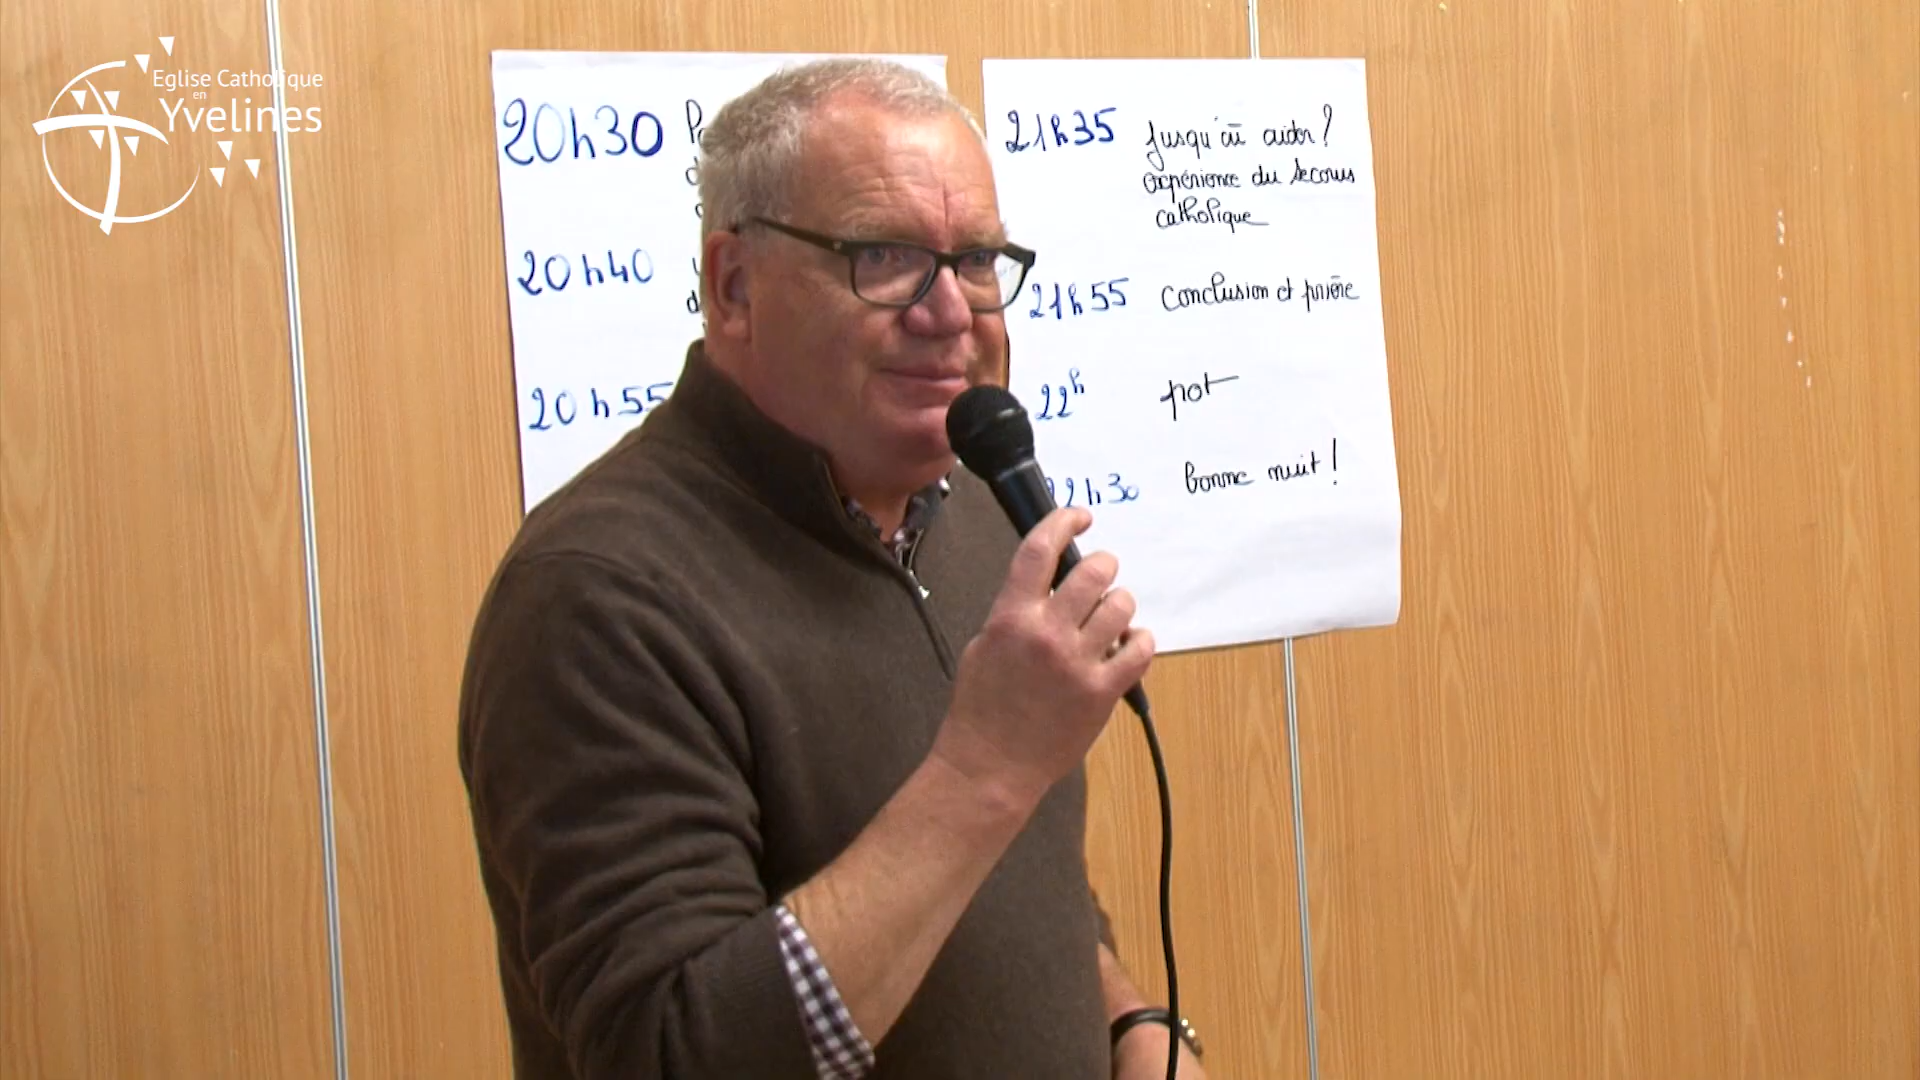 Eglise Catholique
en
Yvelines
20h30
20h40
20h55
21h35 Jusqu'où aider ?
expérience du Secours
catholique
21h55 conclusion et prière
22h pot
22h30 bonne nuit !